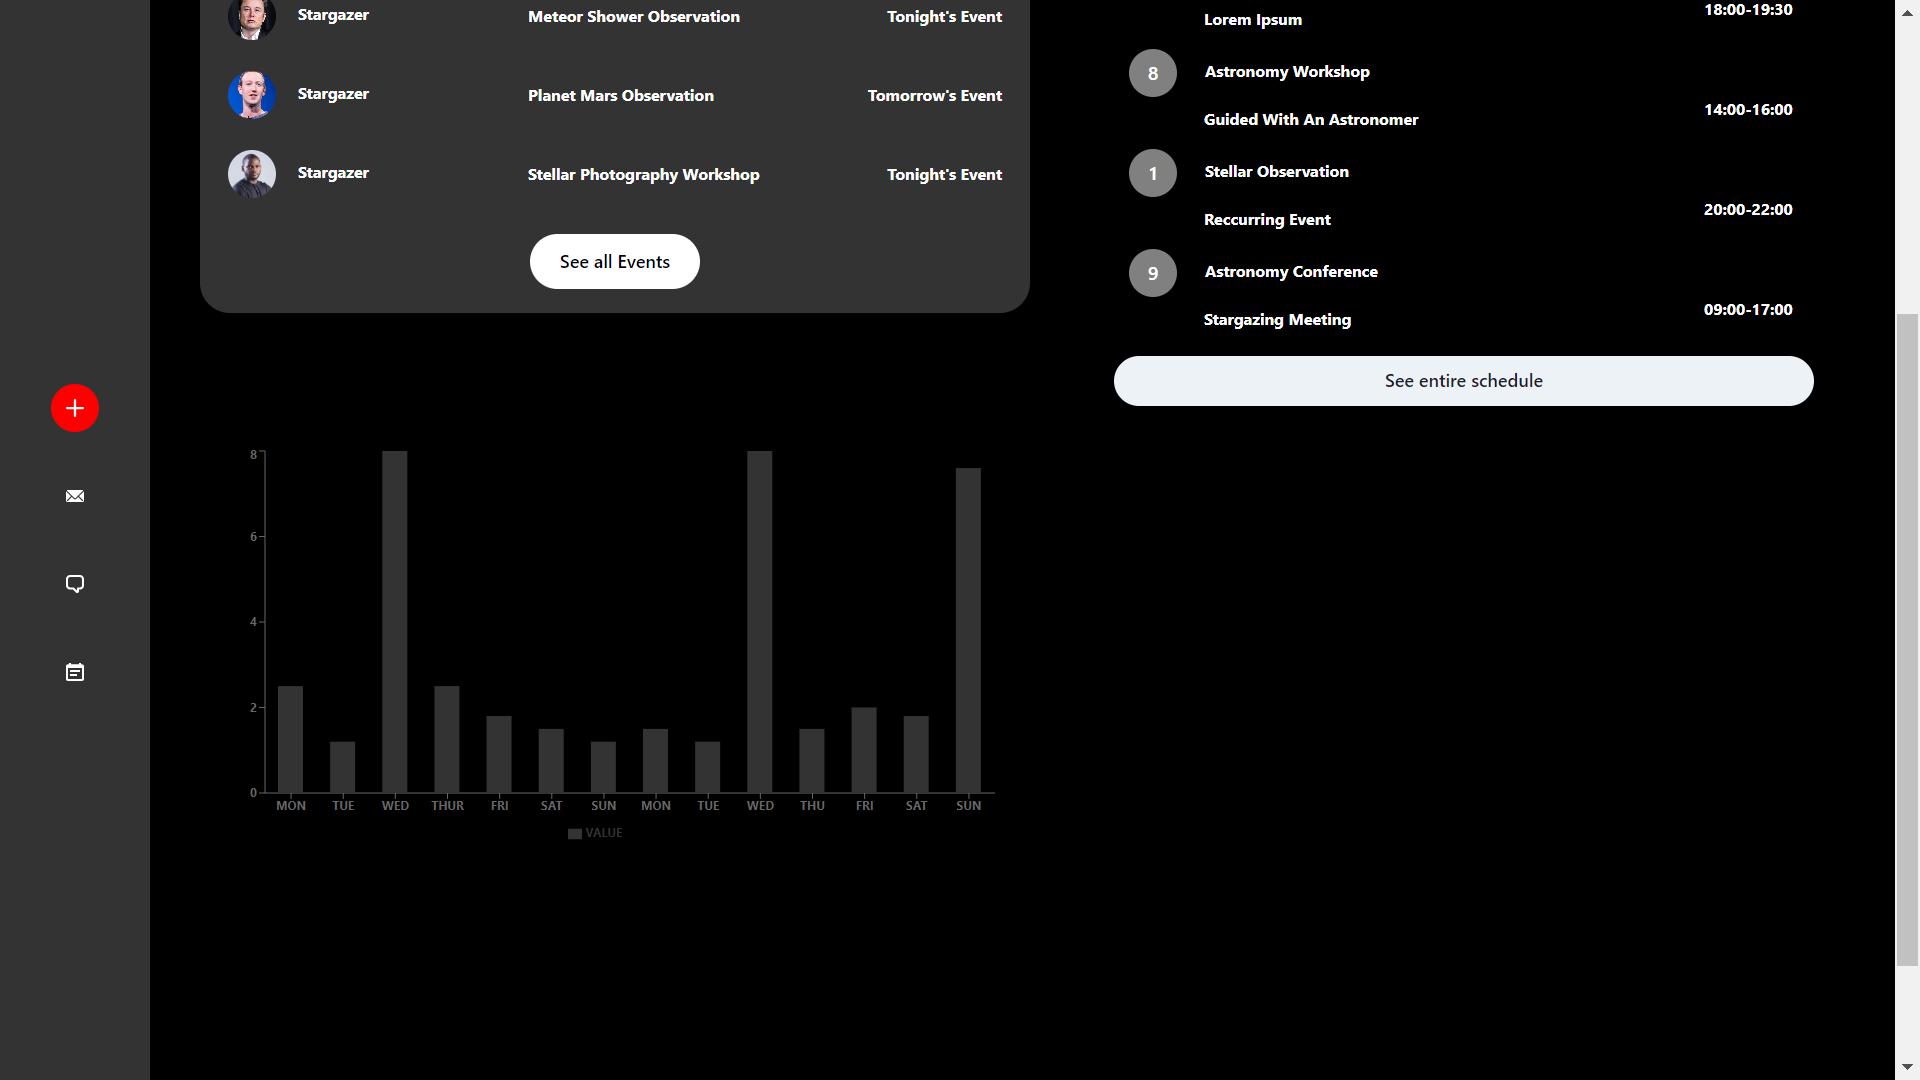 Stargazer
Meteor Shower Observation
Tonight's Event
Stargazer
Planet Mars Observation
Tomorrow's Event
Stargazer
Stellar Photography Workshop
Tonight's Event
See all Events
18:00-19:30
Lorem Ipsum
8
Astronomy Workshop
14:00-16:00
Guided With An Astronomer
1
Stellar Observation
20:00-22:00
Reccurring Event
9
Astronomy Conference
09:00-17:00
Stargazing Meeting
See entire schedule
8
6
4
2
0
MON TUE WED THUR FRI SAT SUN MON TUE WED THU FRI SAT SUN
VALUE